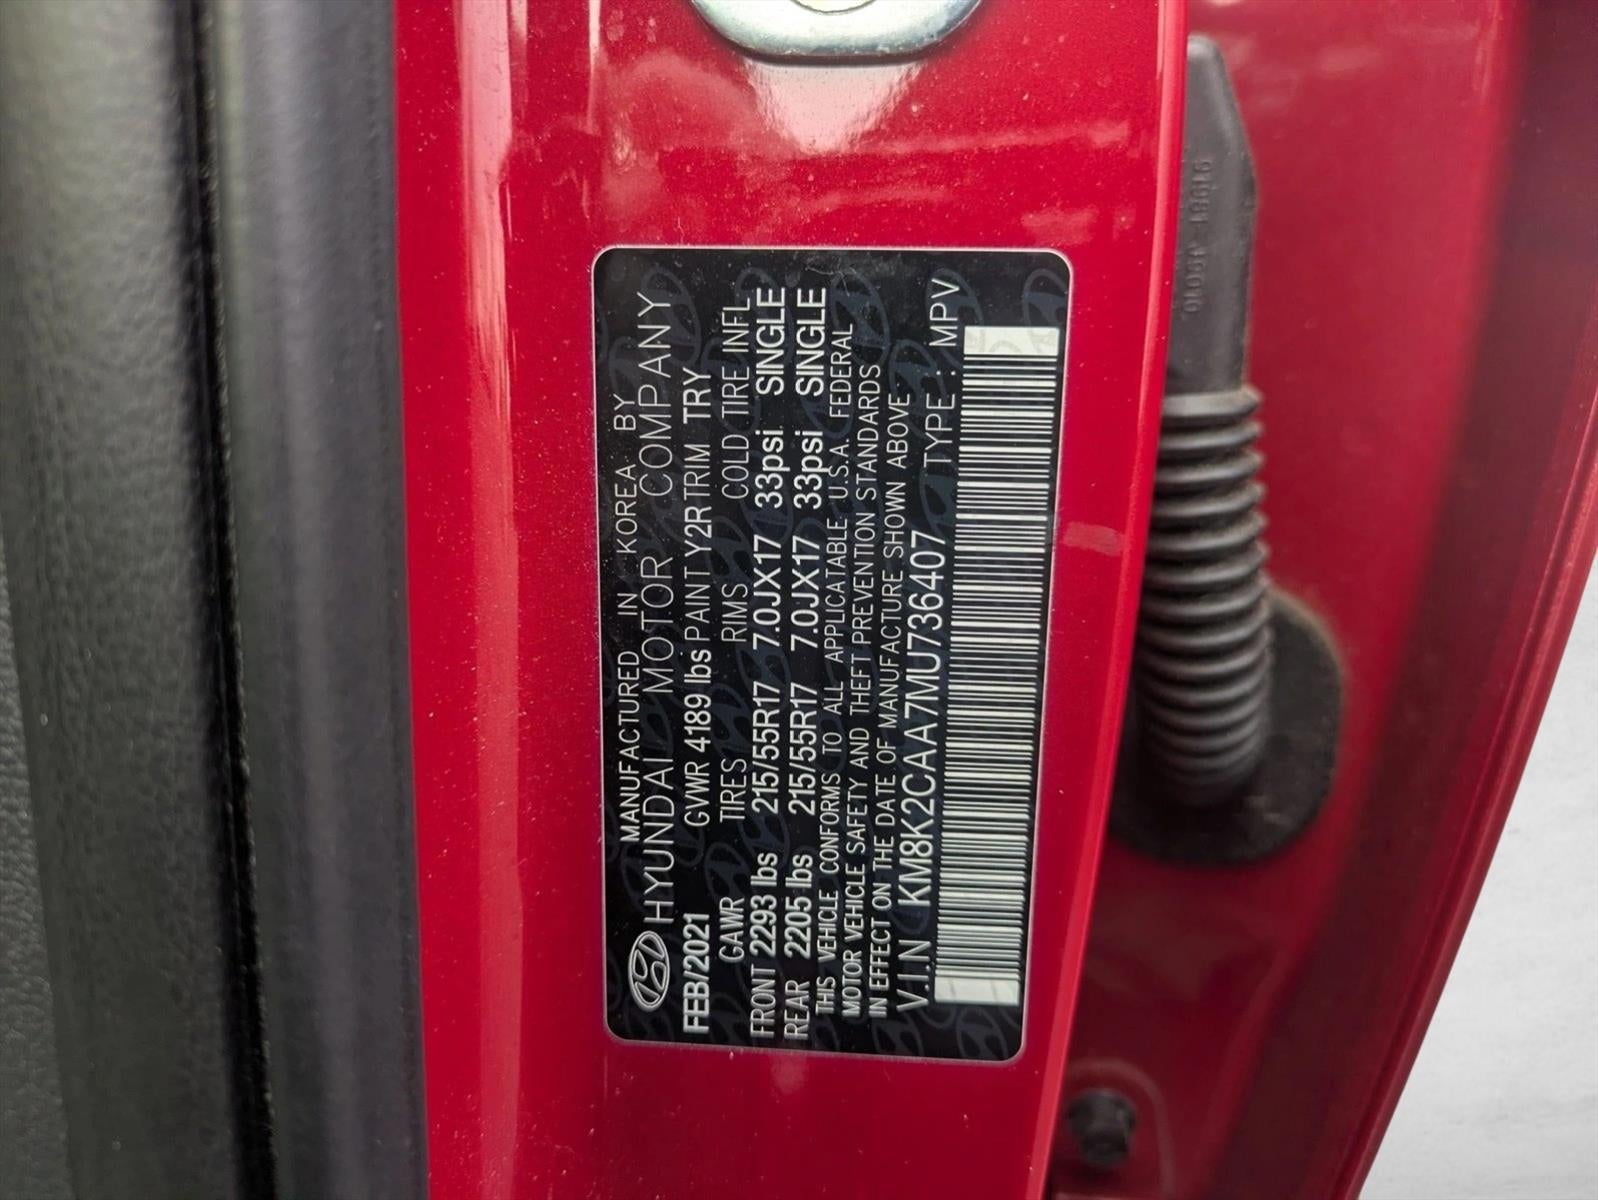 MANUFACTURED IN KOREA BY
HYUNDAI MOTOR COMPANY
FEB/2021 GVWR 4189 lbs PAINT Y2R TRIM TRY
GAWR TIRES RIMS COLD TIRE INFL
FRONT 2293 lbs 215/55R17 7.0JX17 33psi SINGLE
REAR 2205 lbs 215/55R17 7.0JX17 33psi SINGLE
THIS VEHICLE CONFORMS TO ALL APPLICATABLE U.S.A. FEDERAL
MOTOR VEHICLE SAFETY AND THEFT PREVENTION STANDARDS
IN EFFECT ON THE DATE OF MANUFACTURE SHOWN ABOVE
V.I.N KM8K2CAA7MU736407 TYPE : MPV